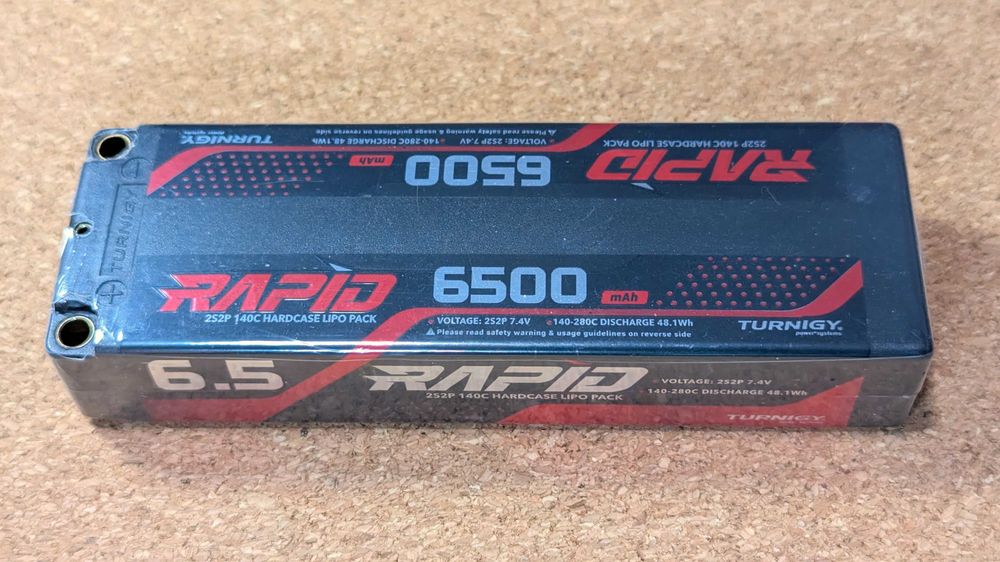 TURNIGY
power systems
⚠ Please read safety warning & usage guidelines on reverse side
• VOLTAGE: 2S2P 7.4V • 140-280C DISCHARGE 48.1Wh
6500 mAh
RAPID
2S2P 140C HARDCASE LIPO PACK
− TURNIGY +
RAPID
2S2P 140C HARDCASE LIPO PACK
6500 mAh
• VOLTAGE: 2S2P 7.4V • 140-280C DISCHARGE 48.1Wh
⚠ Please read safety warning & usage guidelines on reverse side
TURNIGY
power systems
6.5
RAPID
2S2P 140C HARDCASE LIPO PACK
• VOLTAGE: 2S2P 7.4V
• 140-280C DISCHARGE 48.1Wh
TURNIGY